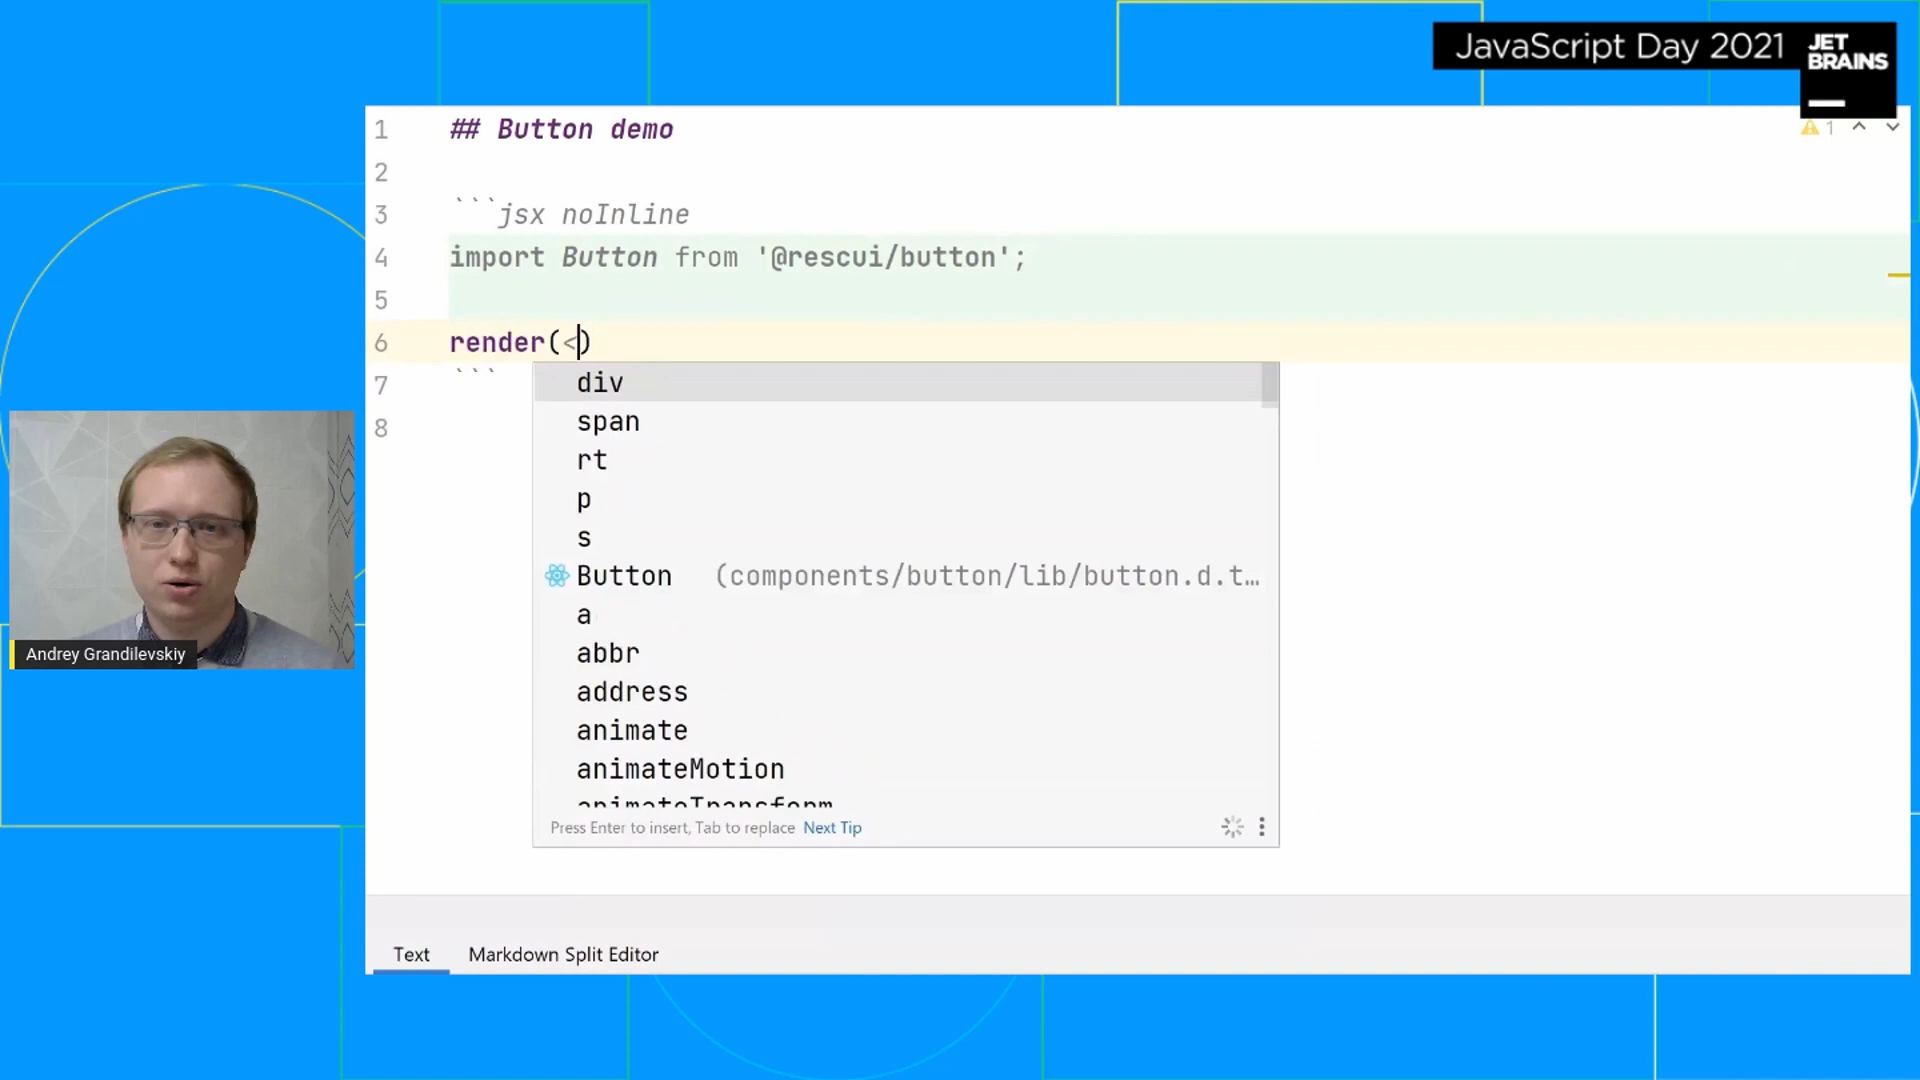 JavaScript Day 2021
JET
BRAINS
1
1 ## Button demo
2
3 ```jsx noInline
4 import Button from '@rescui/button';
5
6 render(<)
7 ```
8
div
span
rt
p
s
Button (components/button/lib/button.d.t…
a
abbr
address
animate
animateMotion
animateTransform
Press Enter to insert, Tab to replace Next Tip
Andrey Grandilevskiy
Text Markdown Split Editor